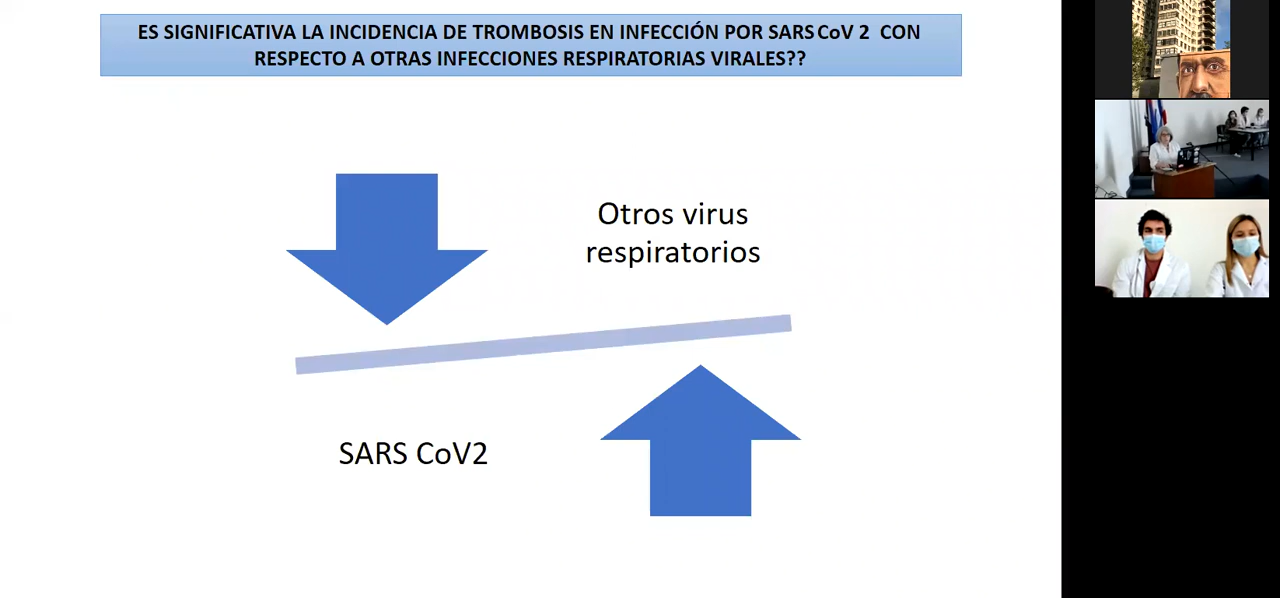 ES SIGNIFICATIVA LA INCIDENCIA DE TROMBOSIS EN INFECCIÓN POR SARS CoV 2 CON
RESPECTO A OTRAS INFECCIONES RESPIRATORIAS VIRALES??
Otros virus
respiratorios
SARS CoV2